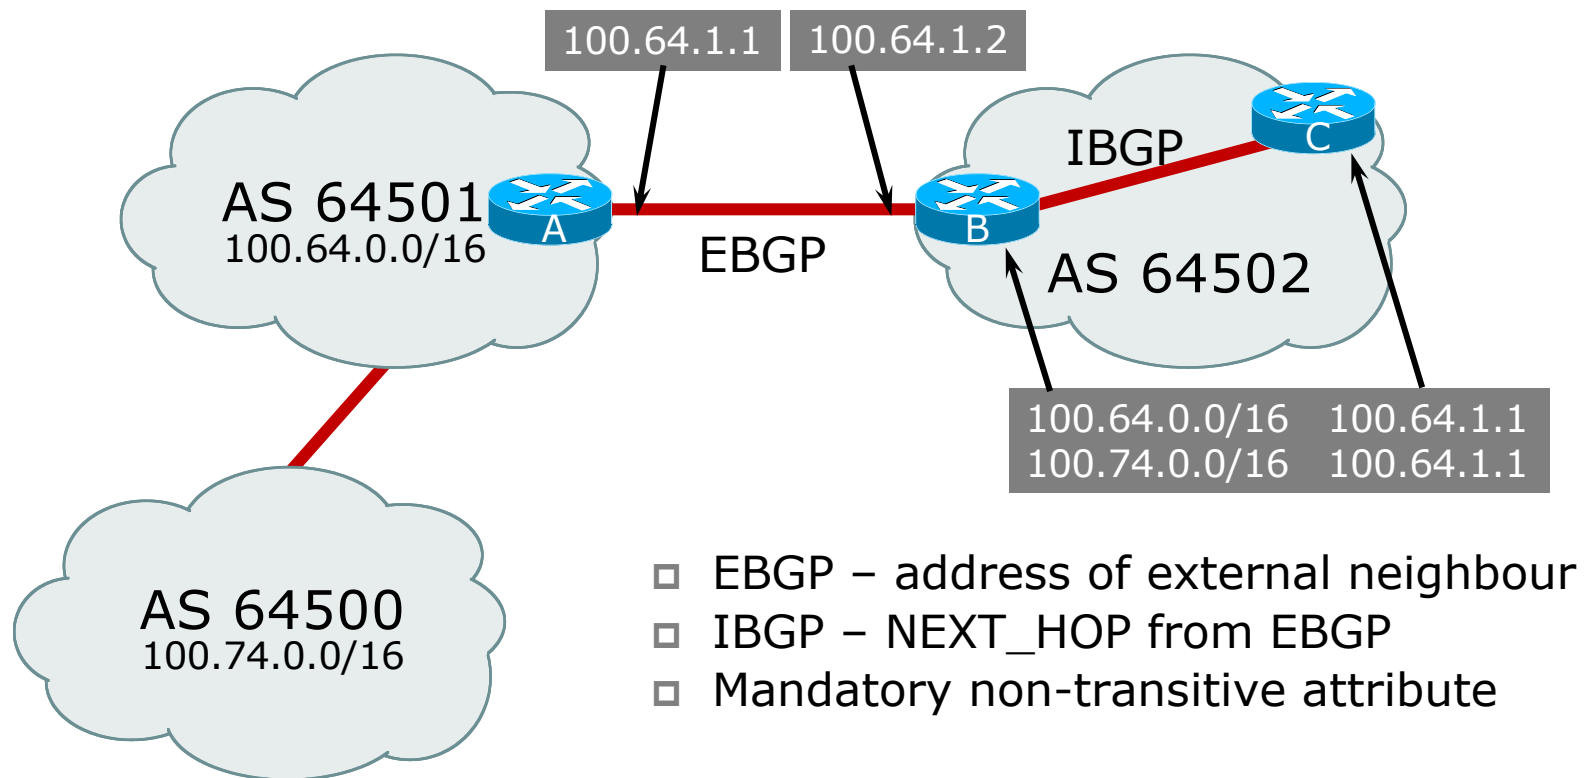 100.64.1.1
100.64.1.2
AS 64501
100.64.0.0/16
A
EBGP
IBGP
B
C
AS 64502
100.64.0.0/16 100.64.1.1
100.74.0.0/16 100.64.1.1
AS 64500
100.74.0.0/16
EBGP – address of external neighbour
IBGP – NEXT_HOP from EBGP
Mandatory non-transitive attribute